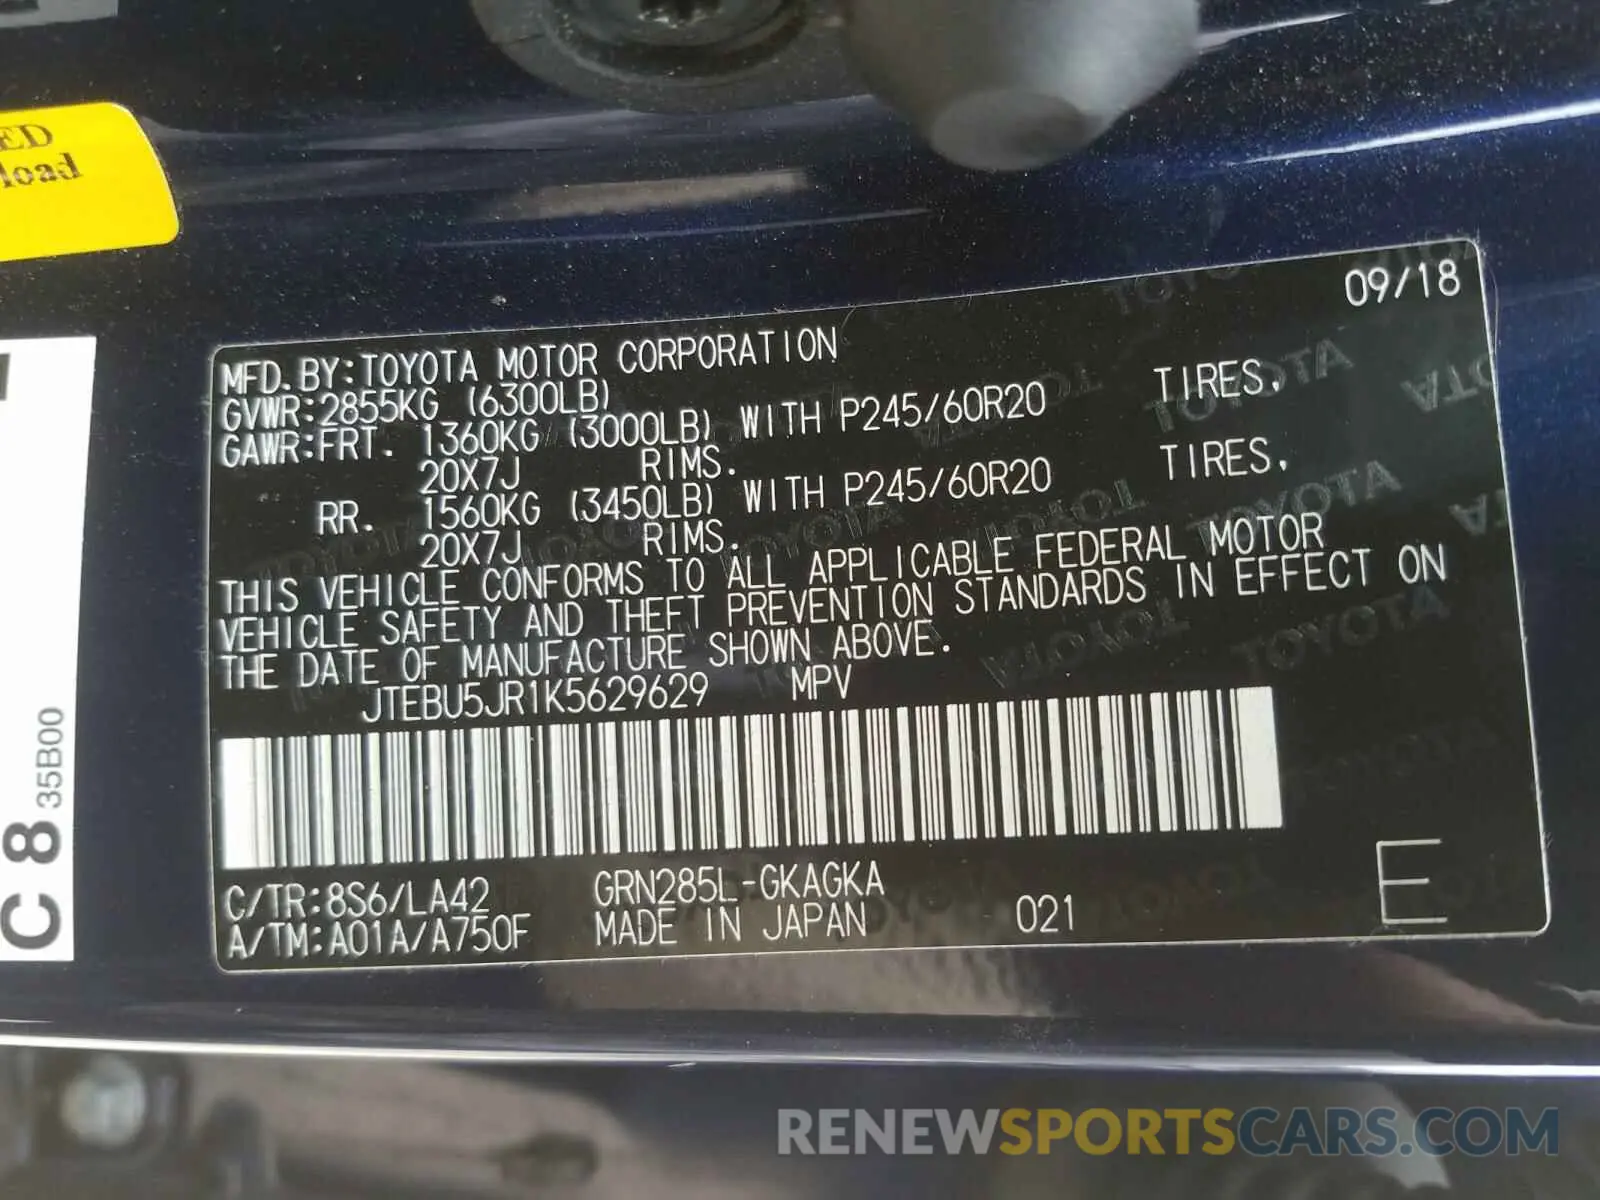 ED
load
09/18
MFD. BY: TOYOTA MOTOR CORPORATION
GVWR: 2855KG (6300LB)
GAWR: FRT. 1360KG (3000LB) WITH P245/60R20 TIRES,
20X7J RIMS.
RR. 1560KG (3450LB) WITH P245/60R20 TIRES,
20X7J RIMS.
THIS VEHICLE CONFORMS TO ALL APPLICABLE FEDERAL MOTOR
VEHICLE SAFETY AND THEFT PREVENTION STANDARDS IN EFFECT ON
THE DATE OF MANUFACTURE SHOWN ABOVE.
JTEBU5JR1K5629629 MPV
C/TR: 8S6/LA42 GRN285L-GKAGKA
A/TM: A01A/A750F MADE IN JAPAN 021
E
C 8 35B00
RENEWSPORTSCARS.COM